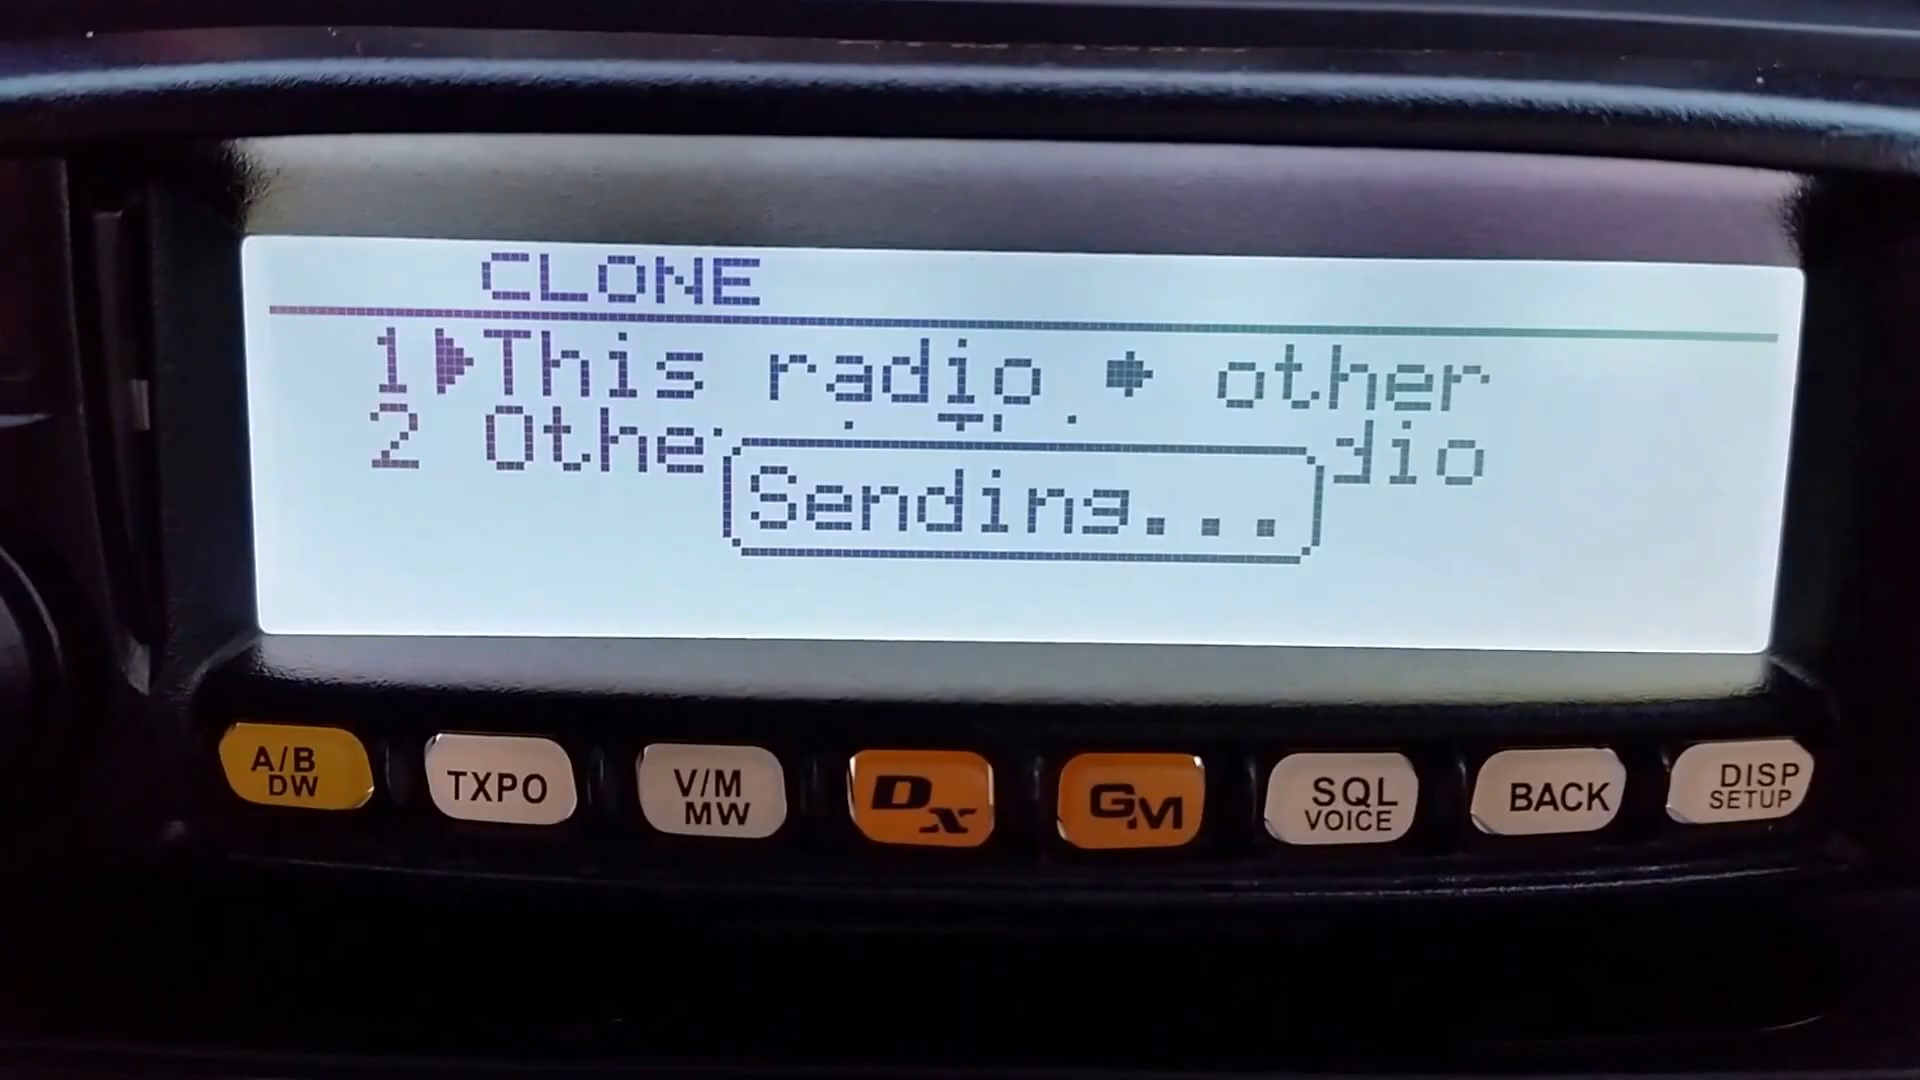 CLONE
1▶This radio ➡ other
2 Othe dio
Sending...
A/B DW
TXPO
V/M MW
DX
GM
SQL VOICE
BACK
DISP SETUP